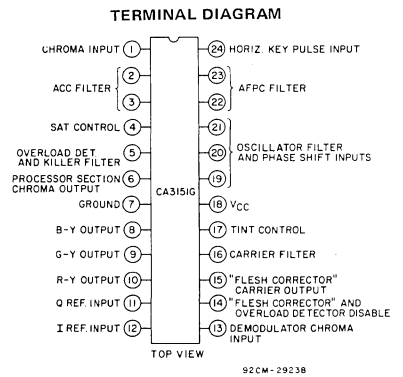 TERMINAL DIAGRAM
CHROMA INPUT 1
24 HORIZ. KEY PULSE INPUT
2
ACC FILTER
3
23
AFPC FILTER
22
SAT CONTROL 4
21
OVERLOAD DET.
AND KILLER FILTER 5
20
OSCILLATOR FILTER
AND PHASE SHIFT INPUTS
PROCESSOR SECTION
CHROMA OUTPUT 6
19
CA3151G
GROUND 7
18 VCC
B-Y OUTPUT 8
17 TINT CONTROL
G-Y OUTPUT 9
16 CARRIER FILTER
R-Y OUTPUT 10
15 "FLESH CORRECTOR"
CARRIER OUTPUT
Q REF. INPUT 11
14 "FLESH CORRECTOR" AND
OVERLOAD DETECTOR DISABLE
I REF. INPUT 12
13 DEMODULATOR CHROMA
INPUT
TOP VIEW
92CM-29238